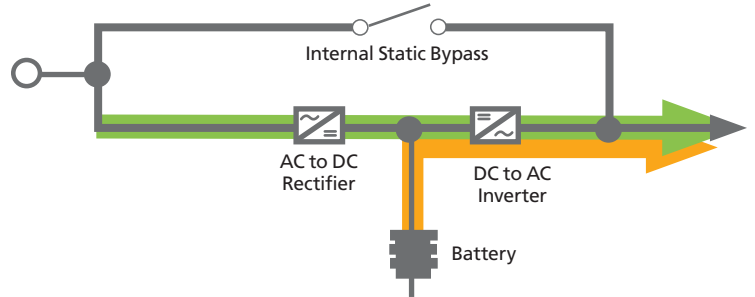 Internal Static Bypass
AC to DC
Rectifier
DC to AC
Inverter
Battery